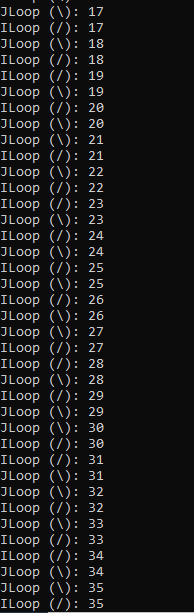 JLoop (\): 17
ILoop (/): 17
JLoop (\): 18
ILoop (/): 18
ILoop (/): 19
JLoop (\): 19
ILoop (/): 20
JLoop (\): 20
JLoop (\): 21
ILoop (/): 21
JLoop (\): 22
ILoop (/): 22
ILoop (/): 23
JLoop (\): 23
ILoop (/): 24
JLoop (\): 24
ILoop (/): 25
JLoop (\): 25
ILoop (/): 26
JLoop (\): 26
JLoop (\): 27
ILoop (/): 27
ILoop (/): 28
JLoop (\): 28
ILoop (/): 29
JLoop (\): 29
JLoop (\): 30
ILoop (/): 30
ILoop (/): 31
JLoop (\): 31
JLoop (\): 32
ILoop (/): 32
JLoop (\): 33
ILoop (/): 33
ILoop (/): 34
JLoop (\): 34
JLoop (\): 35
ILoop (/): 35